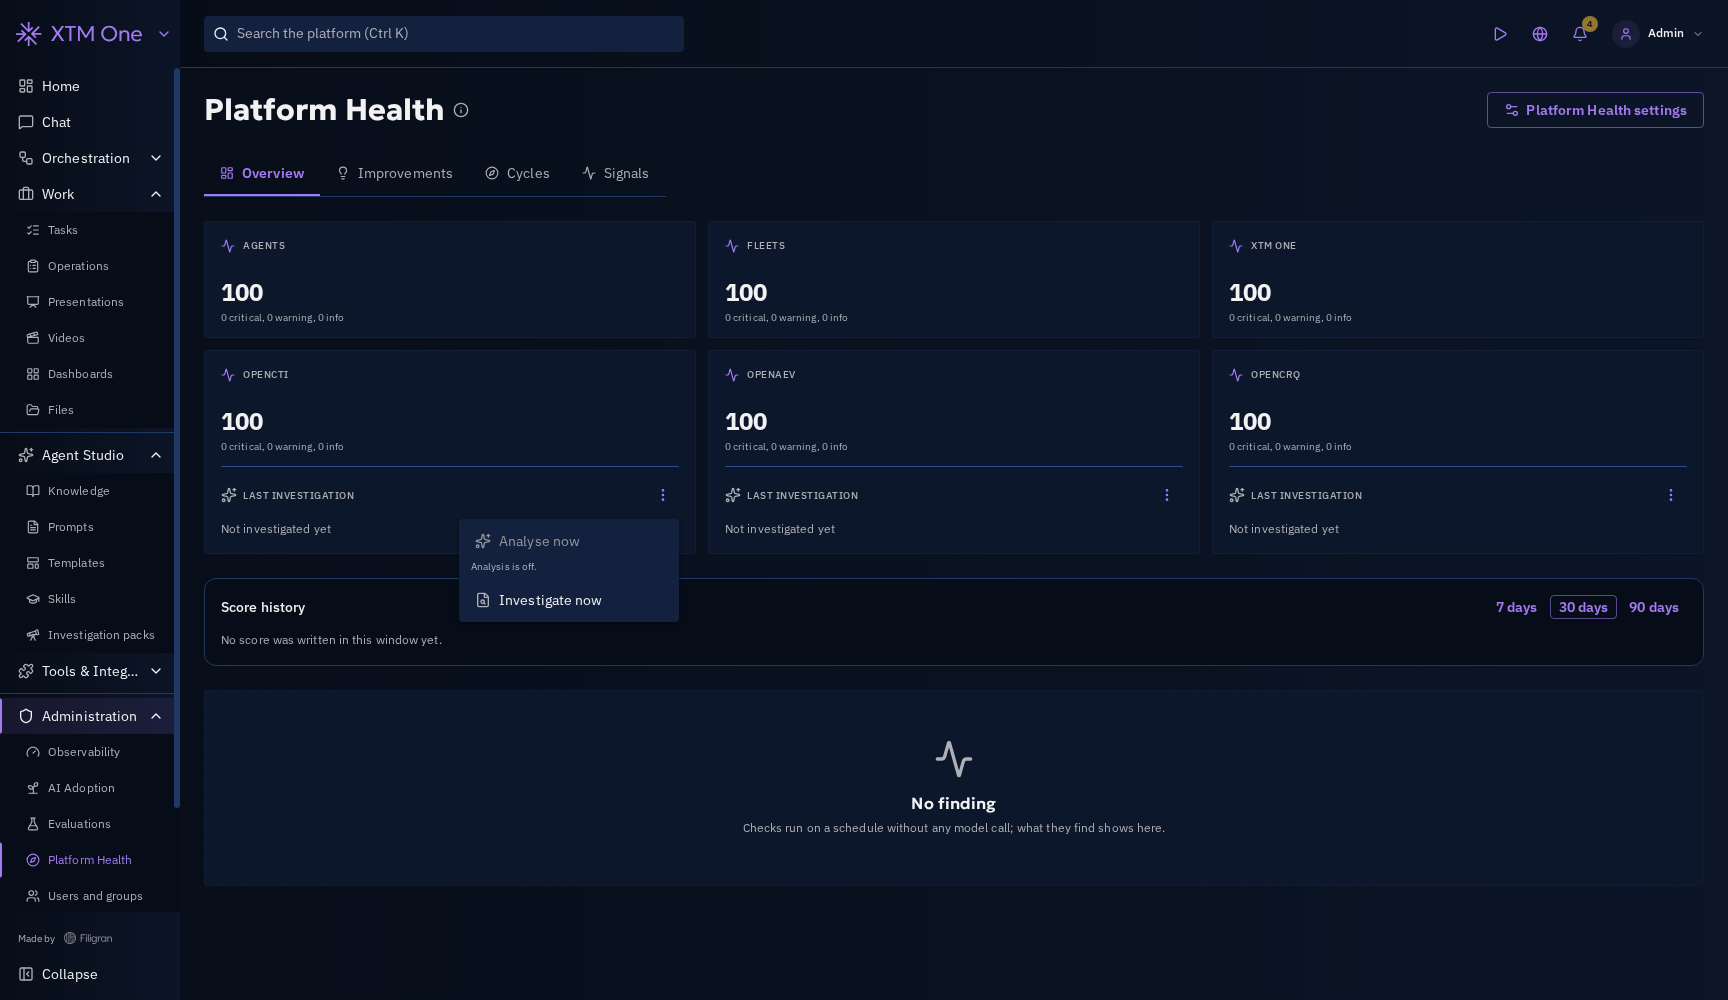 XTM One
Search the platform (Ctrl K)
4
Admin
Home
Chat
Orchestration
Work
Tasks
Operations
Presentations
Videos
Dashboards
Files
Agent Studio
Knowledge
Prompts
Templates
Skills
Investigation packs
Tools & Integ...
Administration
Observability
AI Adoption
Evaluations
Platform Health
Users and groups
Made by Filigran
Collapse
Platform Health
Platform Health settings
Overview
Improvements
Cycles
Signals
AGENTS
100
0 critical, 0 warning, 0 info
FLEETS
100
0 critical, 0 warning, 0 info
XTM ONE
100
0 critical, 0 warning, 0 info
OPENCTI
100
0 critical, 0 warning, 0 info
LAST INVESTIGATION
Not investigated yet
OPENAEV
100
0 critical, 0 warning, 0 info
LAST INVESTIGATION
Not investigated yet
OPENCRQ
100
0 critical, 0 warning, 0 info
LAST INVESTIGATION
Not investigated yet
Analyse now
Analysis is off.
Investigate now
Score history
7 days
30 days
90 days
No score was written in this window yet.
No finding
Checks run on a schedule without any model call; what they find shows here.